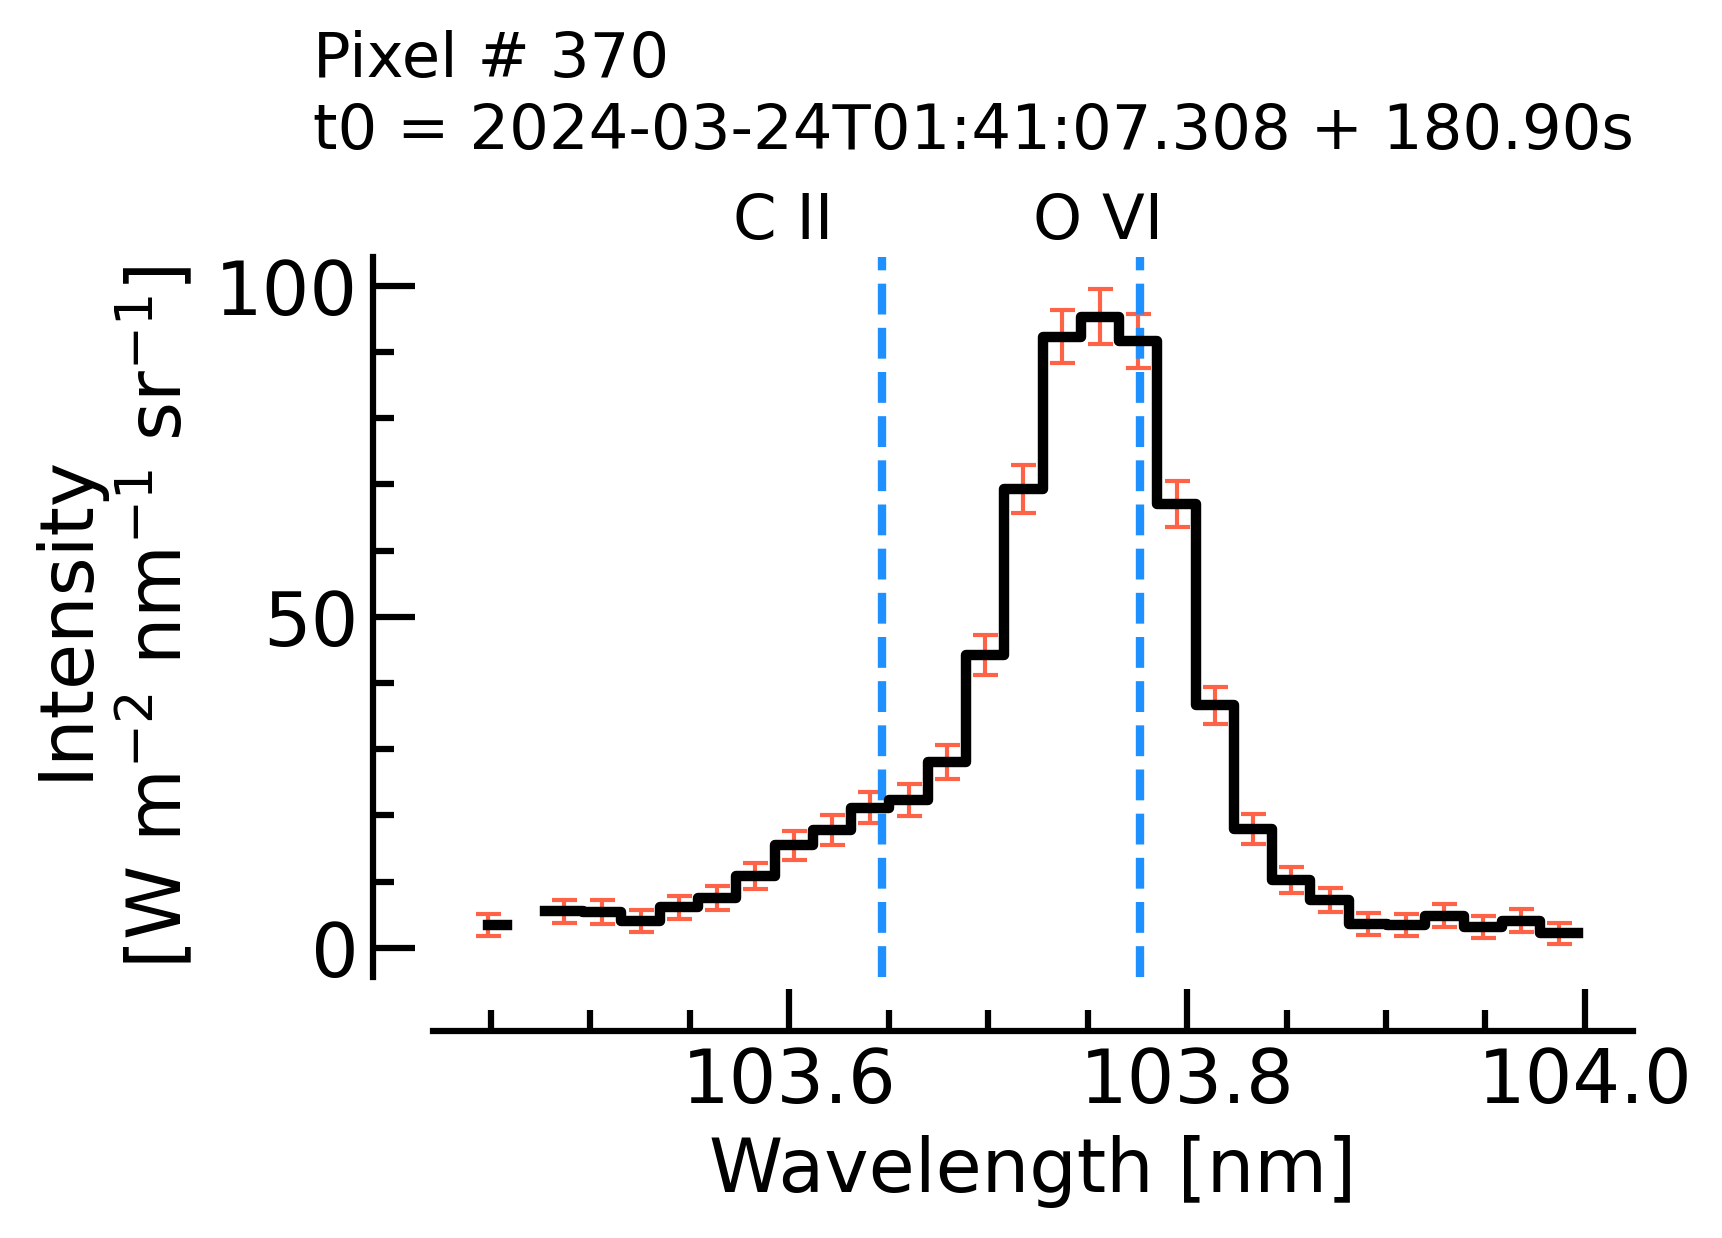 Pixel # 370
t0 = 2024-03-24T01:41:07.308 + 180.90s
C II O VI
100
50
0
Intensity
[W m⁻² nm⁻¹ sr⁻¹]
103.6 103.8 104.0
Wavelength [nm]